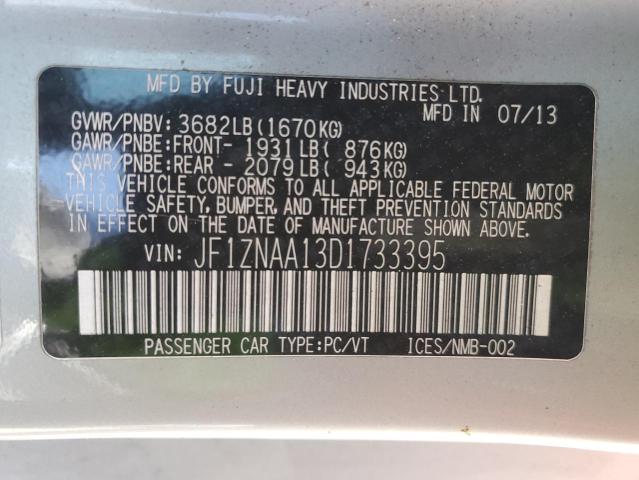 MFD BY FUJI HEAVY INDUSTRIES LTD.
MFD IN 07/13
GVWR/PNBV: 3682LB(1670KG)
GAWR/PNBE:FRONT- 1931LB( 876KG)
GAWR/PNBE:REAR - 2079LB( 943KG)
THIS VEHICLE CONFORMS TO ALL APPLICABLE FEDERAL MOTOR
VEHICLE SAFETY, BUMPER, AND THEFT PREVENTION STANDARDS
IN EFFECT ON THE DATE OF MANUFACTURE SHOWN ABOVE.
VIN: JF1ZNAA13D1733395
PASSENGER CAR TYPE:PC/VT ICES/NMB-002